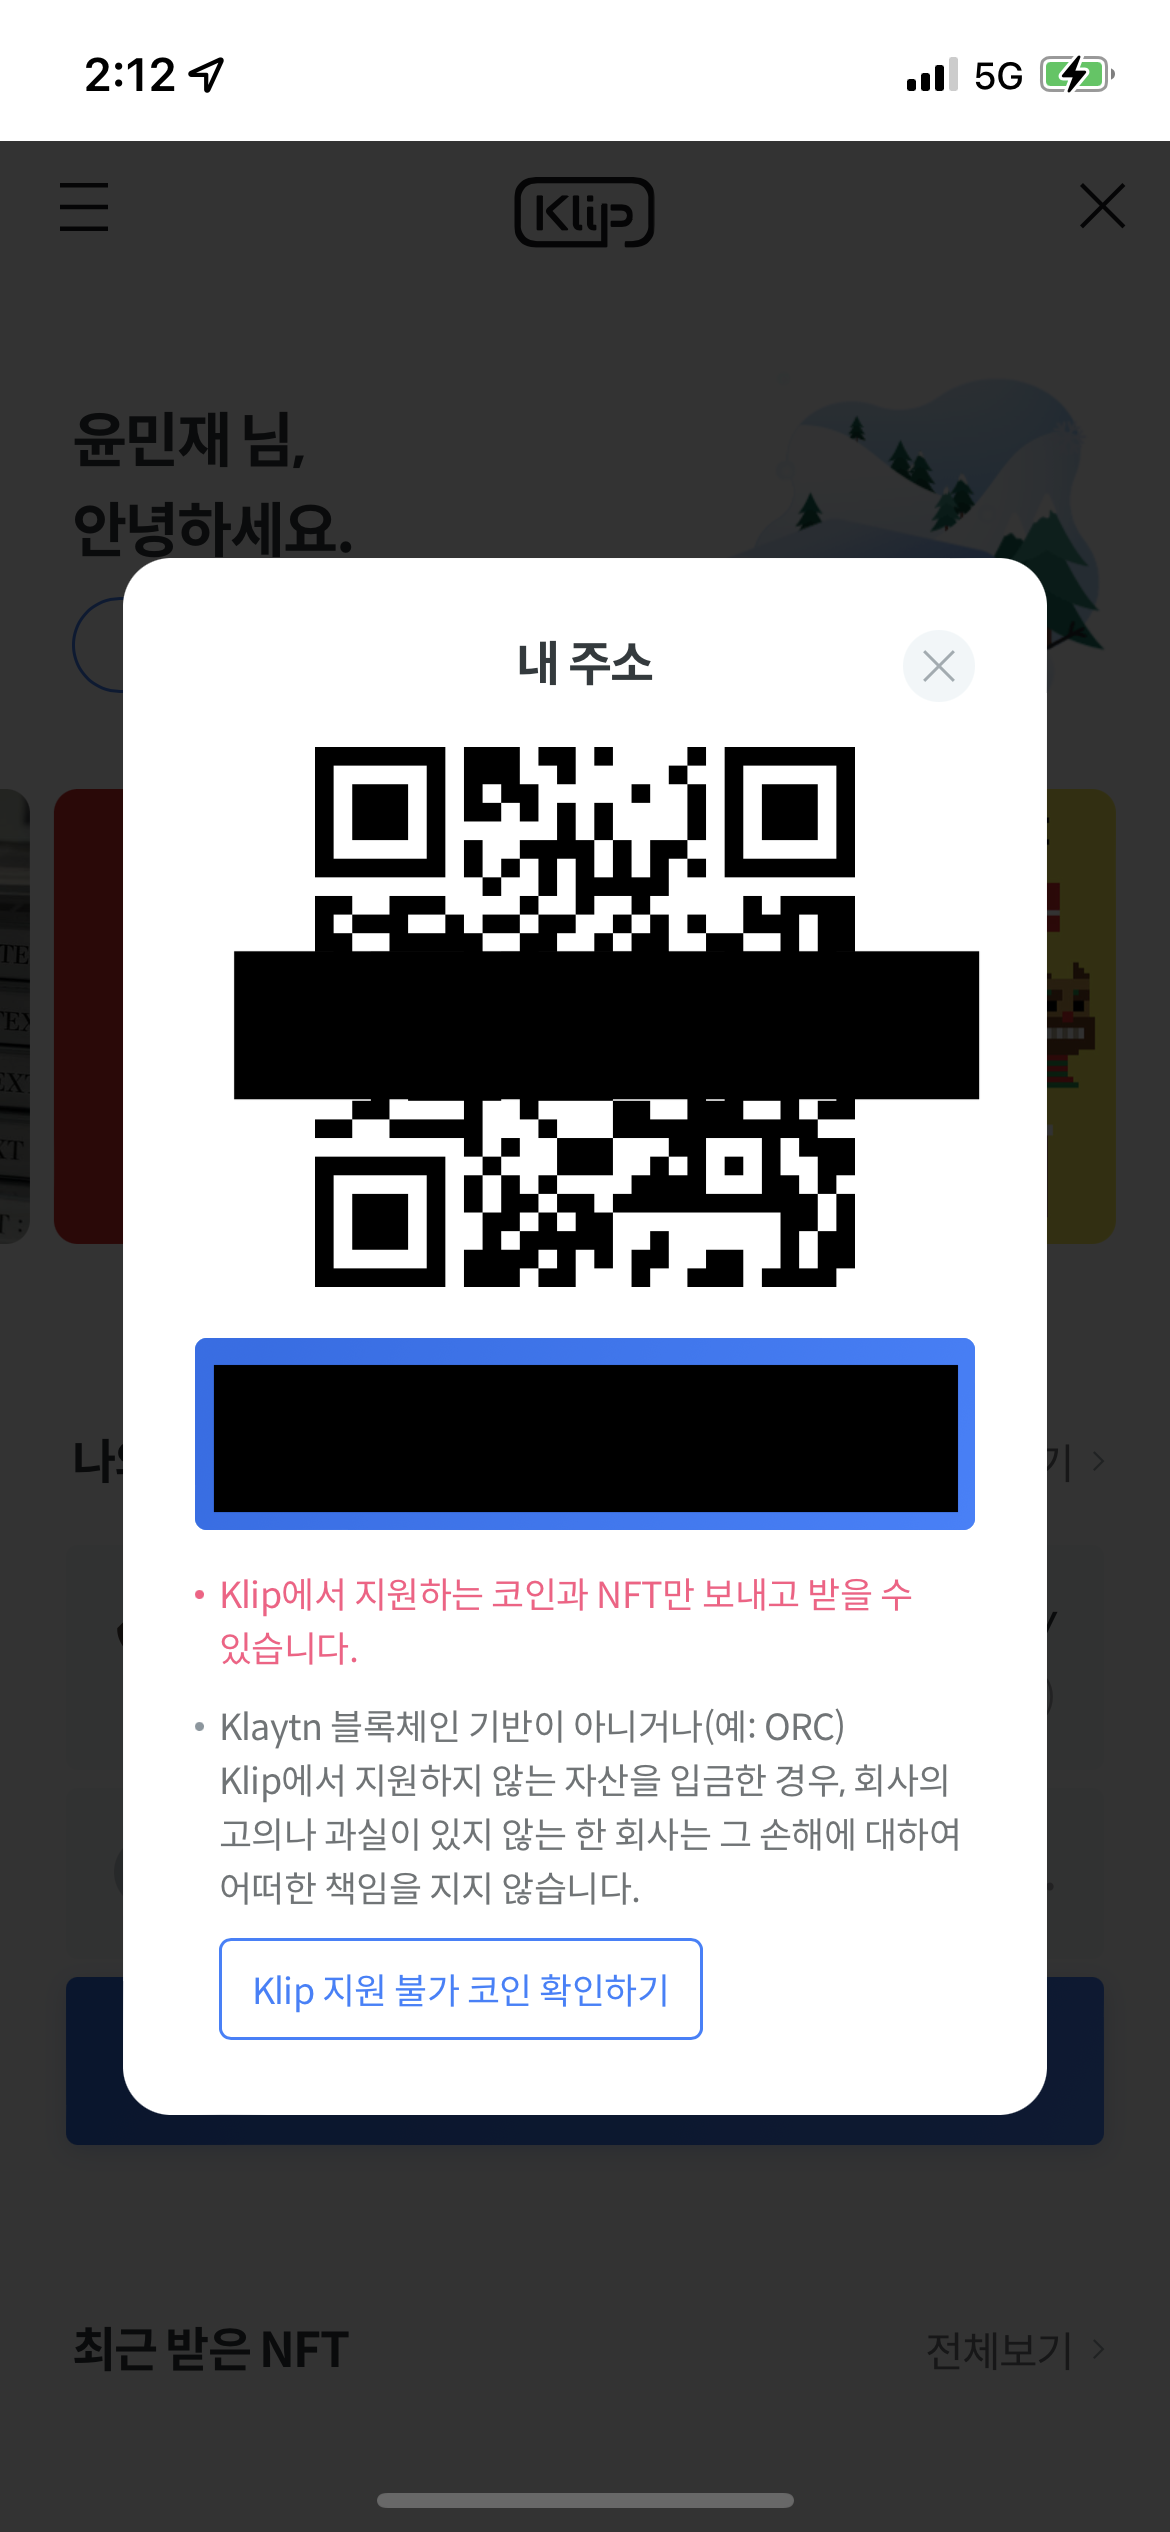 2:12
5G
Klip
윤민재 님,
안녕하세요.
내 주소
Klip에서 지원하는 코인과 NFT만 보내고 받을 수
있습니다.
Klaytn 블록체인 기반이 아니거나(예: ORC)
Klip에서 지원하지 않는 자산을 입금한 경우, 회사의
고의나 과실이 있지 않는 한 회사는 그 손해에 대하여
어떠한 책임을 지지 않습니다.
Klip 지원 불가 코인 확인하기
최근 받은 NFT
전체보기